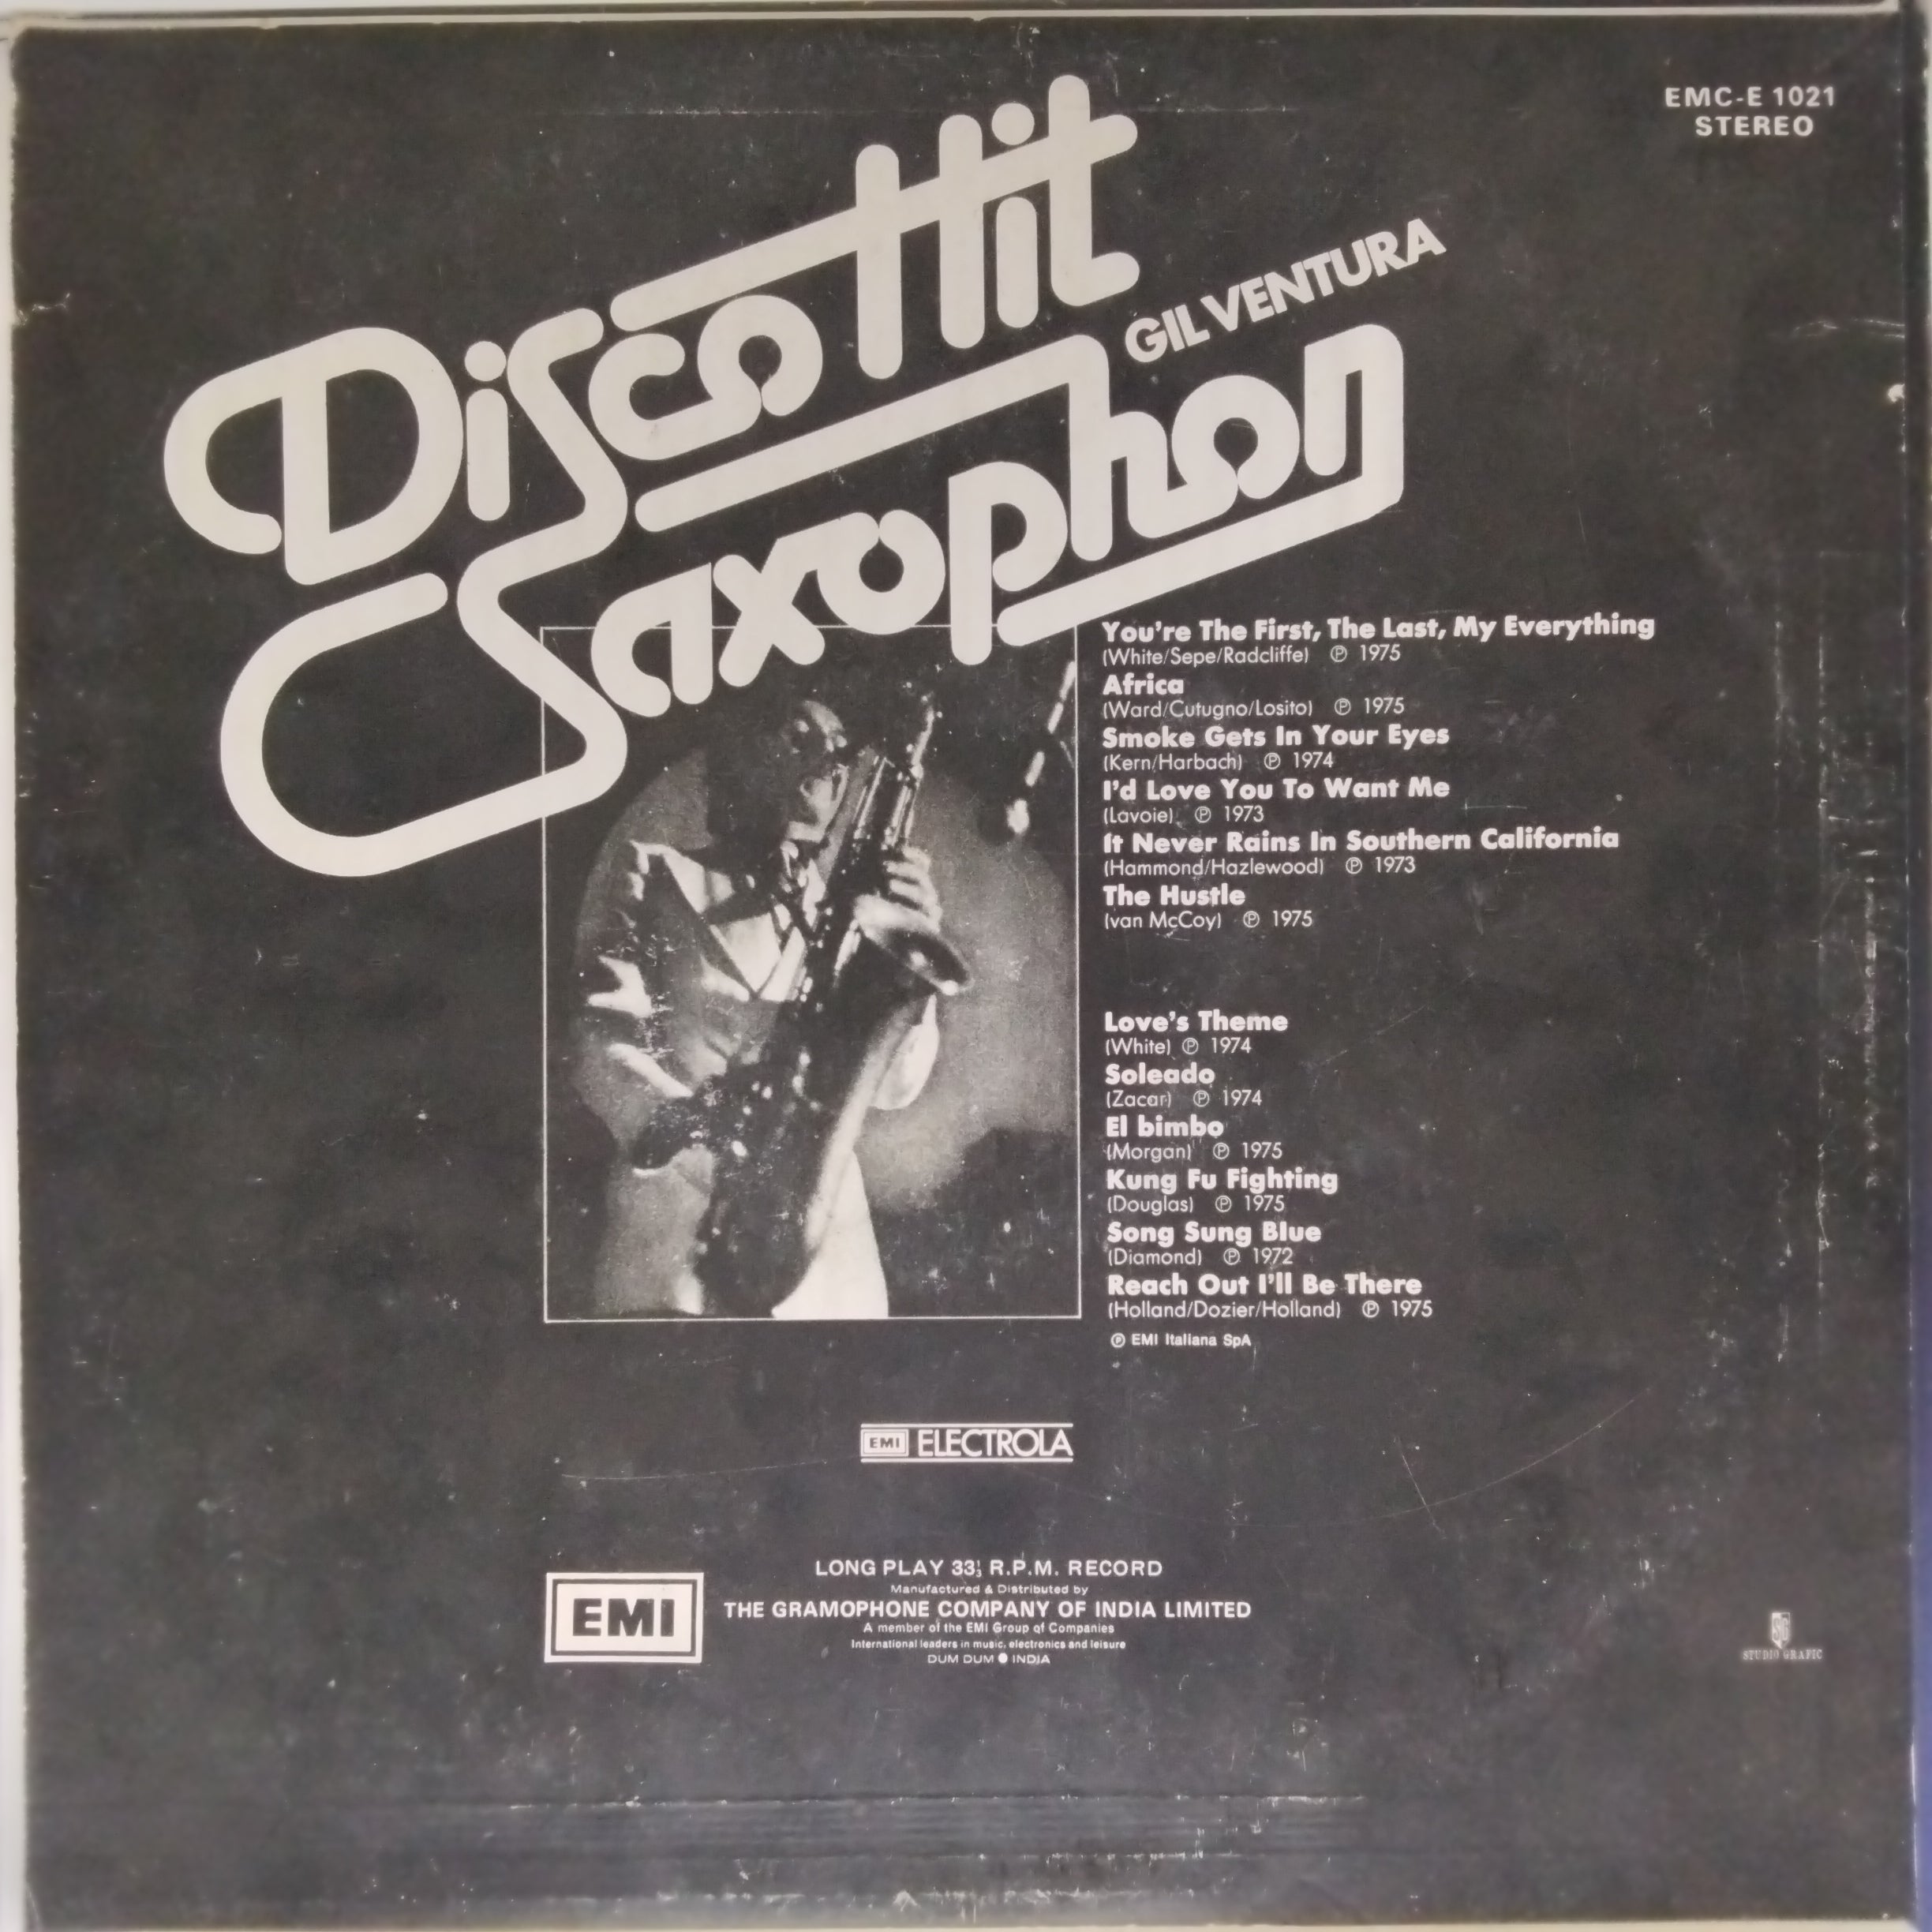 EMC-E 1021
STEREO
Disco Hit
GIL VENTURA
Saxophon
You're The First, The Last, My Everything
(White/Sepe/Radcliffe) ℗ 1975
Africa
(Ward/Cutugno/Losito) ℗ 1975
Smoke Gets In Your Eyes
(Kern/Harbach) ℗ 1974
I'd Love You To Want Me
(Lavoie) ℗ 1973
It Never Rains In Southern California
(Hammond/Hazlewood) ℗ 1973
The Hustle
(van McCoy) ℗ 1975
Love's Theme
(White) ℗ 1974
Soleado
(Zacar) ℗ 1974
El bimbo
(Morgan) ℗ 1975
Kung Fu Fighting
(Douglas) ℗ 1975
Song Sung Blue
(Diamond) ℗ 1972
Reach Out I'll Be There
(Holland/Dozier/Holland) ℗ 1975
℗ EMI Italiana SpA
EMI ELECTROLA
LONG PLAY 33⅓ R.P.M. RECORD
Manufactured & Distributed by
EMI
THE GRAMOPHONE COMPANY OF INDIA LIMITED
A member of the EMI Group of Companies
International leaders in music, electronics and leisure
DUM DUM ● INDIA
SG
STUDIO GRAFIC